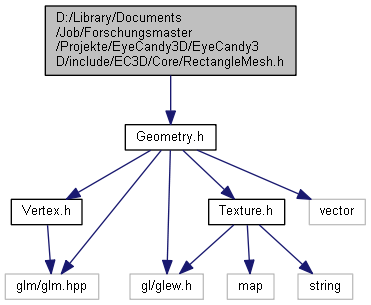 D:/Library/Documents
/Job/Forschungsmaster
/Projekte/EyeCandy3D/EyeCandy3
D/include/EC3D/Core/RectangleMesh.h
Geometry.h
Vertex.h
Texture.h
vector
glm/glm.hpp
gl/glew.h
map
string